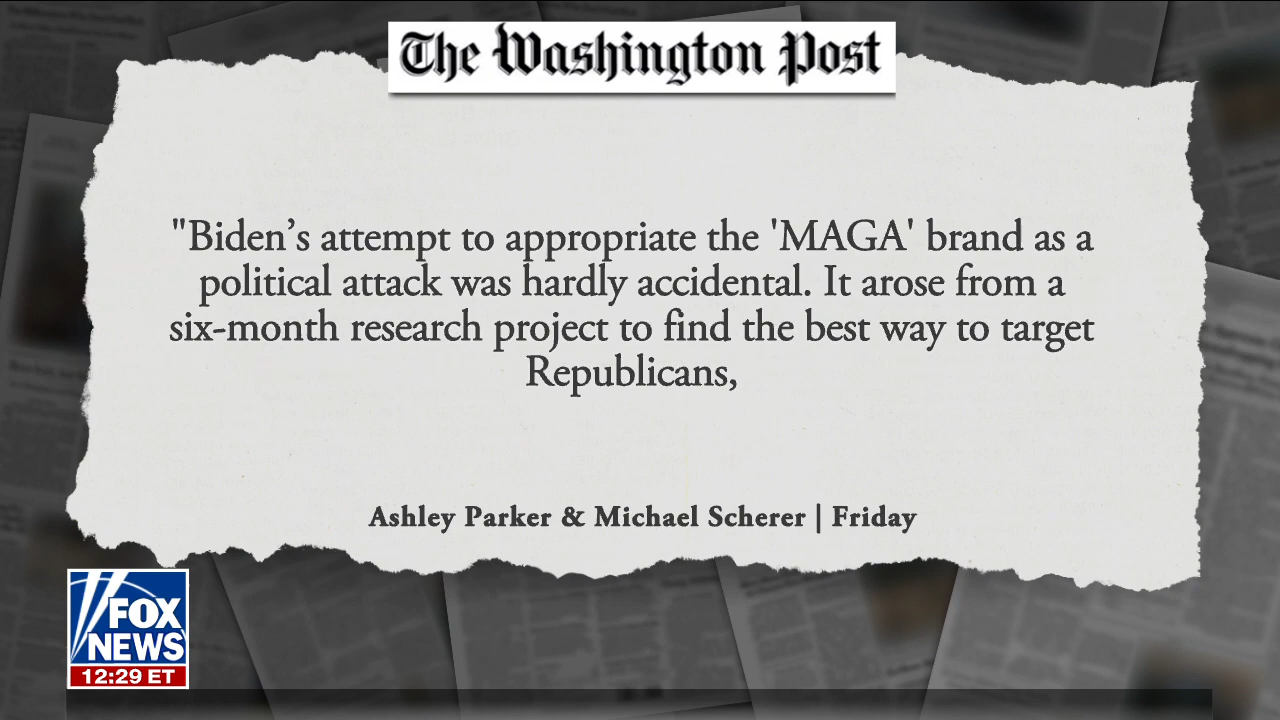 The Washington Post
"Biden’s attempt to appropriate the 'MAGA' brand as a
political attack was hardly accidental. It arose from a
six-month research project to find the best way to target
Republicans,
Ashley Parker & Michael Scherer | Friday
FOX
NEWS
12:29 ET